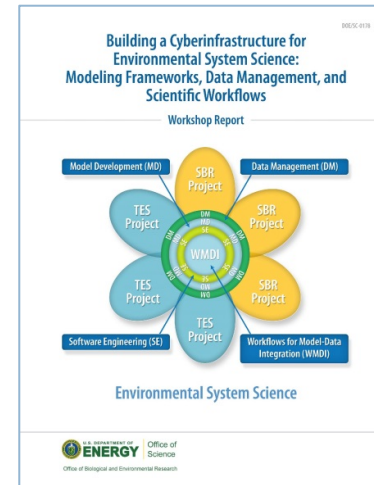 DOE/SC-0178
Building a Cyberinfrastructure for
Environmental System Science:
Modeling Frameworks, Data Management, and
Scientific Workflows
Workshop Report
Model Development (MD)
SBR
Project
Data Management (DM)
TES
Project
SBR
Project
DM
MD
SE
WMDI
TES
Project
SBR
Project
TES
Project
Software Engineering (SE)
Workflows for Model-Data
Integration (WMDI)
Environmental System Science
U.S. DEPARTMENT OF
ENERGY
Office of
Science
Office of Biological and Environmental Research